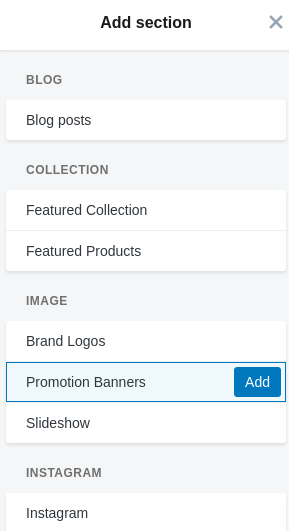 Add section
BLOG
Blog posts
COLLECTION
Featured Collection
Featured Products
IMAGE
Brand Logos
Promotion Banners Add
Slideshow
INSTAGRAM
Instagram